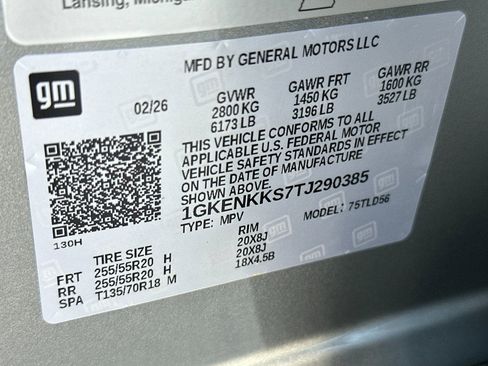 Lansing, Michigan
MFD BY GENERAL MOTORS LLC
gm
02/26
GVWR GAWR FRT GAWR RR
2800 KG 1450 KG 1600 KG
6173 LB 3196 LB 3527 LB
THIS VEHICLE CONFORMS TO ALL
APPLICABLE U.S. FEDERAL MOTOR
VEHICLE SAFETY STANDARDS IN EFFECT
ON THE DATE OF MANUFACTURE
SHOWN ABOVE.
1GKENKKS7TJ290385
TYPE: MPV MODEL: 75TLD56
130H
TIRE SIZE RIM
FRT 255/55R20 H 20X8J
RR 255/55R20 H 20X8J
SPA T135/70R18 M 18X4.5B